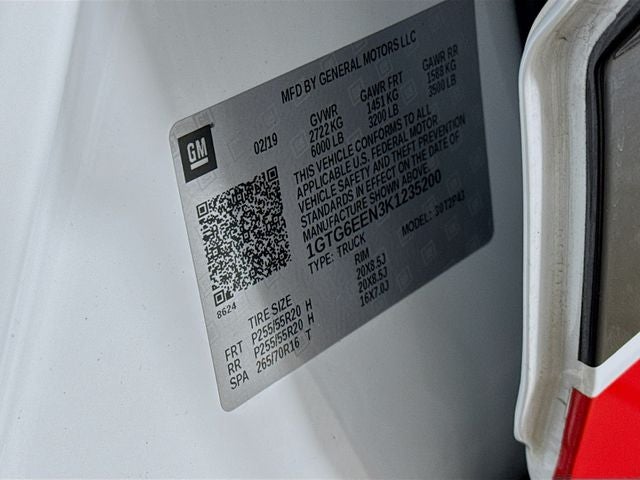 MFD BY GENERAL MOTORS LLC
GM
02/19 GVWR GAWR FRT GAWR RR
2722 KG 1451 KG 1588 KG
6000 LB 3200 LB 3500 LB
THIS VEHICLE CONFORMS TO ALL
APPLICABLE U.S. FEDERAL MOTOR
VEHICLE SAFETY AND THEFT PREVENTION
STANDARDS IN EFFECT ON THE DATE OF
MANUFACTURE SHOWN ABOVE.
1GTG6EEN3K1235200
TYPE: TRUCK MODEL:
8624
TIRE SIZE RIM
FRT P255/55R20 H 20X8.5J
RR P255/55R20 H 20X8.5J
SPA 265/70R16 T 16X7.0J